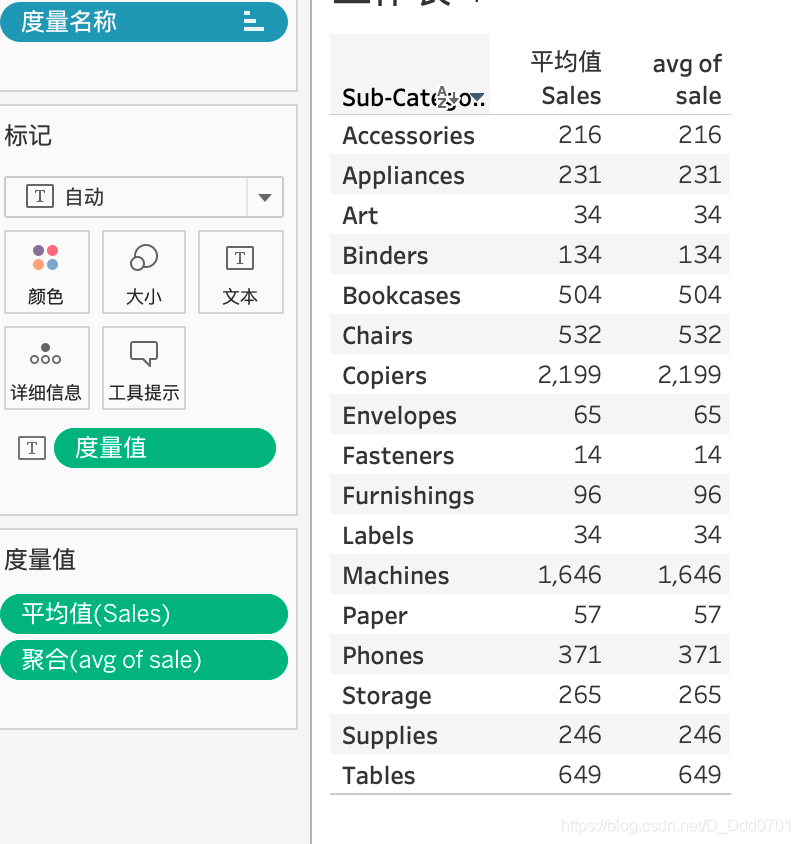 度量名称
标记
自动
颜色
大小
文本
详细信息
工具提示
度量值
度量值
平均值(Sales)
聚合(avg of sale)
平均值 avg of
Sub-Catego.. Sales sale
Accessories 216 216
Appliances 231 231
Art 34 34
Binders 134 134
Bookcases 504 504
Chairs 532 532
Copiers 2,199 2,199
Envelopes 65 65
Fasteners 14 14
Furnishings 96 96
Labels 34 34
Machines 1,646 1,646
Paper 57 57
Phones 371 371
Storage 265 265
Supplies 246 246
Tables 649 649
https://blog.csdn.net/D_Ddd0701